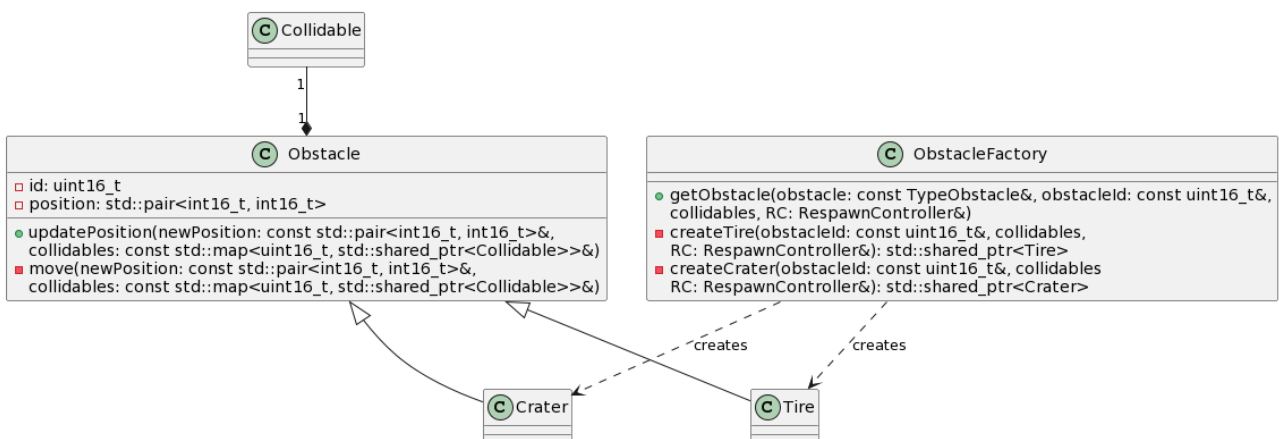 C Collidable
1
1
C Obstacle
id: uint16_t
position: std::pair<int16_t, int16_t>
updatePosition(newPosition: const std::pair<int16_t, int16_t>&,
collidables: const std::map<uint16_t, std::shared_ptr<Collidable>>&)
move(newPosition: const std::pair<int16_t, int16_t>&,
collidables: const std::map<uint16_t, std::shared_ptr<Collidable>>&)
C ObstacleFactory
getObstacle(obstacle: const TypeObstacle&, obstacleId: const uint16_t&,
collidables, RC: RespawnController&)
createTire(obstacleId: const uint16_t&, collidables,
RC: RespawnController&): std::shared_ptr<Tire>
createCrater(obstacleId: const uint16_t&, collidables
RC: RespawnController&): std::shared_ptr<Crater>
creates
creates
C Crater
C Tire